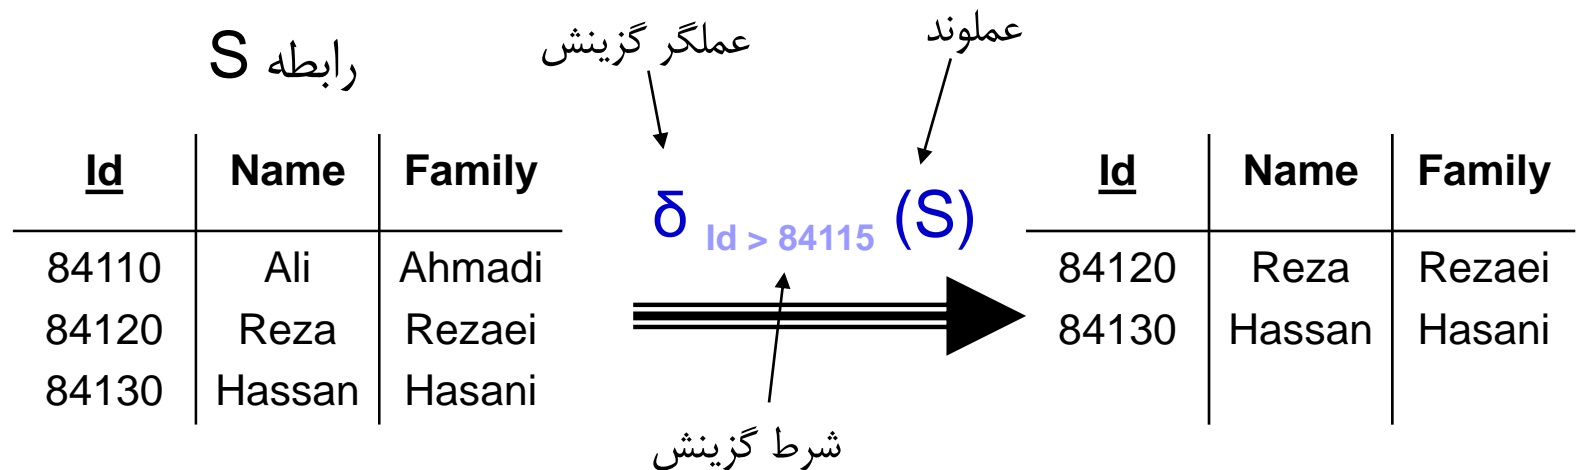 رابطه S
عملگر گزینش
عملوند
Id Name Family
84110 Ali Ahmadi
84120 Reza Rezaei
84130 Hassan Hasani
δ Id > 84115 (S)
شرط گزینش
Id Name Family
84120 Reza Rezaei
84130 Hassan Hasani